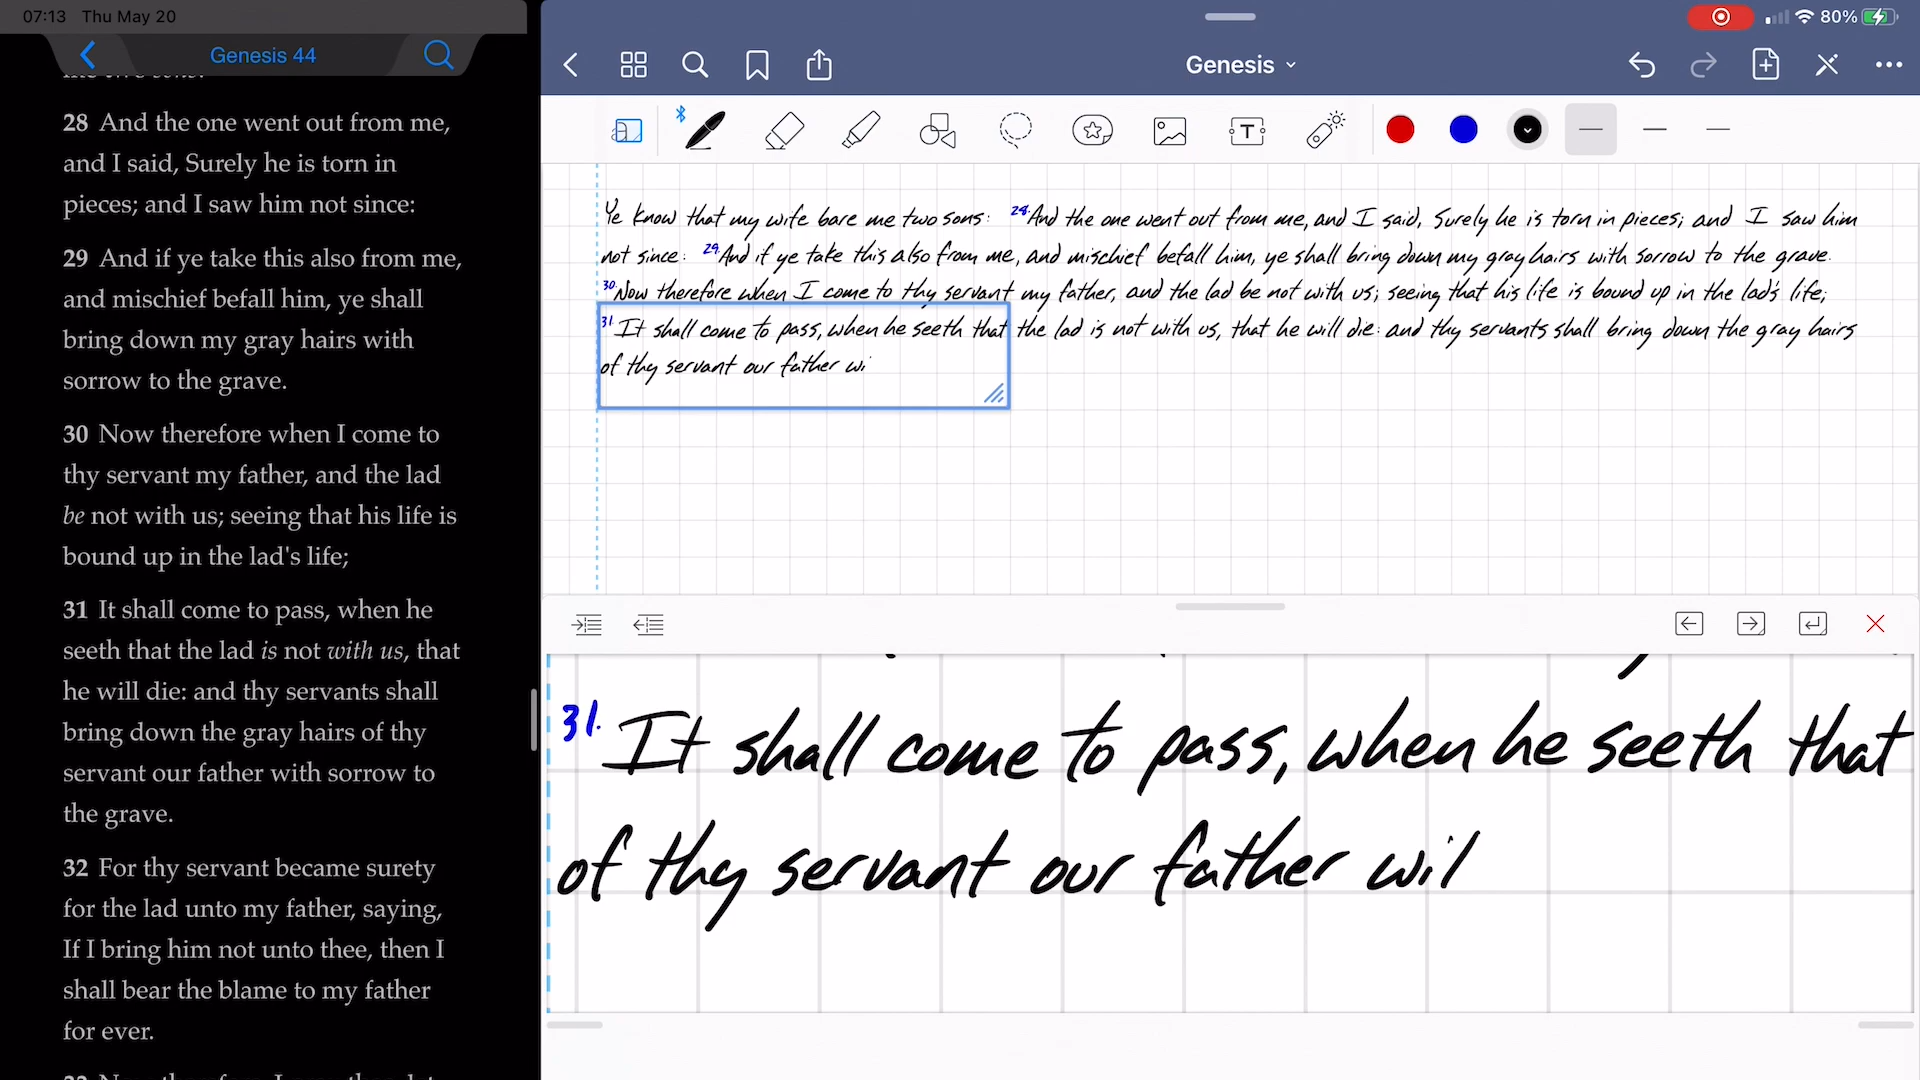 07:13 Thu May 20
Genesis 44
28 And the one went out from me,
and I said, Surely he is torn in
pieces; and I saw him not since:
29 And if ye take this also from me,
and mischief befall him, ye shall
bring down my gray hairs with
sorrow to the grave.
30 Now therefore when I come to
thy servant my father, and the lad
be not with us; seeing that his life is
bound up in the lad's life;
31 It shall come to pass, when he
seeth that the lad is not with us, that
he will die: and thy servants shall
bring down the gray hairs of thy
servant our father with sorrow to
the grave.
32 For thy servant became surety
for the lad unto my father, saying,
If I bring him not unto thee, then I
shall bear the blame to my father
for ever.
80%
Genesis
Ye know that my wife bare me two sons: 28. And the one went out from me, and I said, Surely he is torn in pieces; and I saw him
not since: 29. And if ye take this also from me, and mischief befall him, ye shall bring down my gray hairs with sorrow to the grave.
30. Now therefore when I come to thy servant my father, and the lad be not with us; seeing that his life is bound up in the lad's life;
31. It shall come to pass, when he seeth that the lad is not with us, that he will die: and thy servants shall bring down the gray hairs
of thy servant our father wi
31. It shall come to pass, when he seeth that
of thy servant our father wil